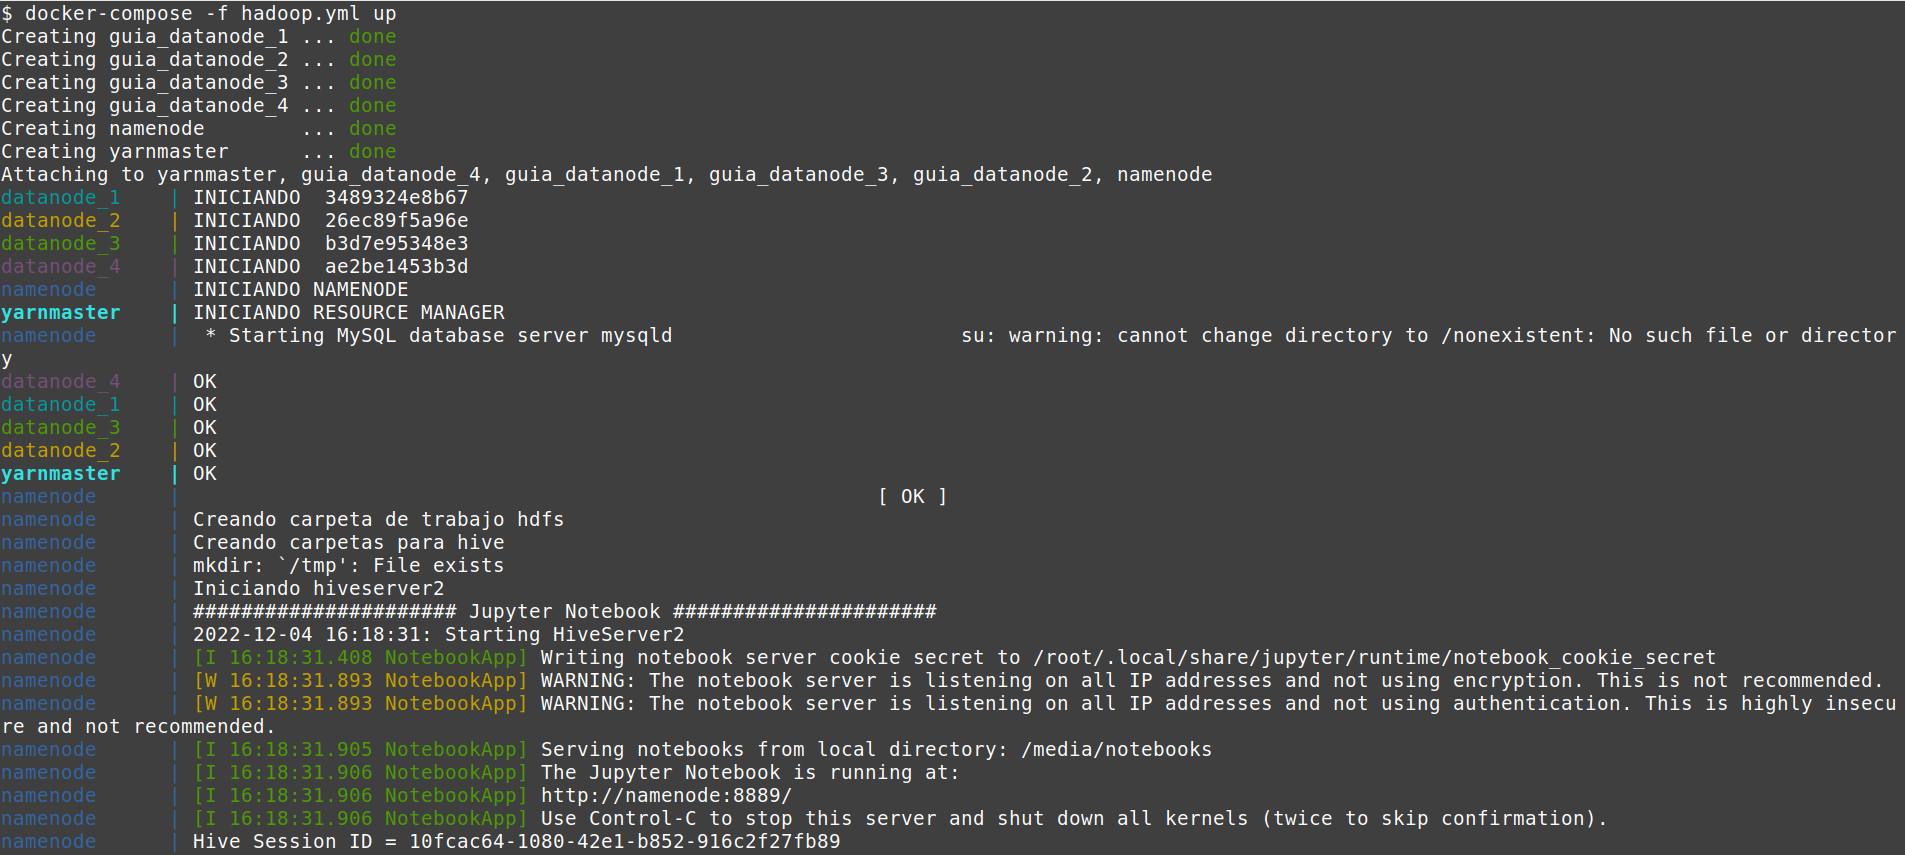 $ docker-compose -f hadoop.yml up
Creating guia_datanode_1 ... done
Creating guia_datanode_2 ... done
Creating guia_datanode_3 ... done
Creating guia_datanode_4 ... done
Creating namenode        ... done
Creating yarnmaster      ... done
Attaching to yarnmaster, guia_datanode_4, guia_datanode_1, guia_datanode_3, guia_datanode_2, namenode
datanode_1    | INICIANDO  3489324e8b67
datanode_2    | INICIANDO  26ec89f5a96e
datanode_3    | INICIANDO  b3d7e95348e3
datanode_4    | INICIANDO  ae2be1453b3d
namenode      | INICIANDO NAMENODE
yarnmaster    | INICIANDO RESOURCE MANAGER
namenode      |  * Starting MySQL database server mysqld                        su: warning: cannot change directory to /nonexistent: No such file or director
y
datanode_4    | OK
datanode_1    | OK
datanode_3    | OK
datanode_2    | OK
yarnmaster    | OK
namenode      |                                                          [ OK ]
namenode      | Creando carpeta de trabajo hdfs
namenode      | Creando carpetas para hive
namenode      | mkdir: `/tmp': File exists
namenode      | Iniciando hiveserver2
namenode      | ###################### Jupyter Notebook ######################
namenode      | 2022-12-04 16:18:31: Starting HiveServer2
namenode      | [I 16:18:31.408 NotebookApp] Writing notebook server cookie secret to /root/.local/share/jupyter/runtime/notebook_cookie_secret
namenode      | [W 16:18:31.893 NotebookApp] WARNING: The notebook server is listening on all IP addresses and not using encryption. This is not recommended.
namenode      | [W 16:18:31.893 NotebookApp] WARNING: The notebook server is listening on all IP addresses and not using authentication. This is highly insecu
re and not recommended.
namenode      | [I 16:18:31.905 NotebookApp] Serving notebooks from local directory: /media/notebooks
namenode      | [I 16:18:31.906 NotebookApp] The Jupyter Notebook is running at:
namenode      | [I 16:18:31.906 NotebookApp] http://namenode:8889/
namenode      | [I 16:18:31.906 NotebookApp] Use Control-C to stop this server and shut down all kernels (twice to skip confirmation).
namenode      | Hive Session ID = 10fcac64-1080-42e1-b852-916c2f27fb89